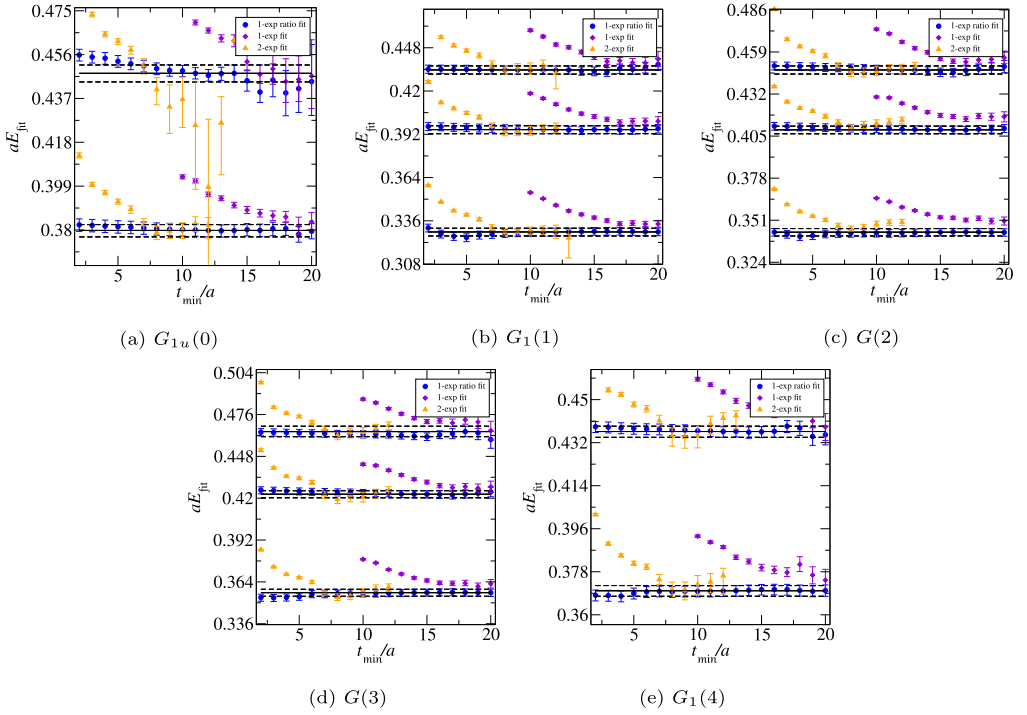 0.475
0.456
0.437
0.418
0.399
0.38
aE_fit
5 10 15 20
t_min/a
1-exp ratio fit
1-exp fit
2-exp fit
(a) G_{1u}(0)
0.448
0.42
0.392
0.364
0.336
0.308
aE_fit
5 10 15 20
t_min/a
1-exp ratio fit
1-exp fit
2-exp fit
(b) G_1(1)
0.486
0.459
0.432
0.405
0.378
0.351
0.324
aE_fit
5 10 15 20
t_min/a
1-exp ratio fit
1-exp fit
2-exp fit
(c) G(2)
0.504
0.476
0.448
0.42
0.392
0.364
0.336
aE_fit
5 10 15 20
t_min/a
1-exp ratio fit
1-exp fit
2-exp fit
(d) G(3)
0.45
0.432
0.414
0.396
0.378
0.36
aE_fit
5 10 15 20
t_min/a
1-exp ratio fit
1-exp fit
2-exp fit
(e) G_1(4)